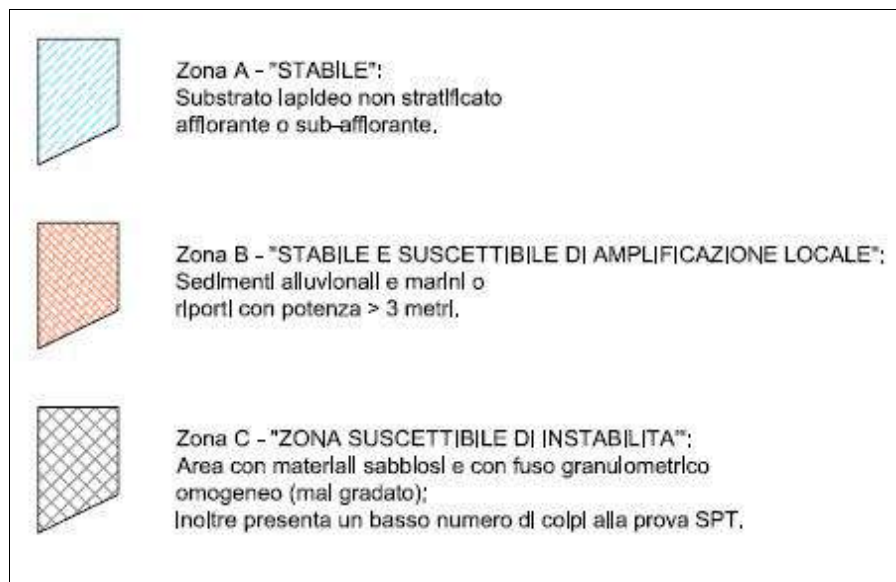 Zona A - "STABILE":
Substrato lapideo non stratificato
affiorante o sub-affiorante.
Zona B - "STABILE E SUSCETTIBILE DI AMPLIFICAZIONE LOCALE":
Sedimenti alluvionali e marini o
riporti con potenza > 3 metri.
Zona C - "ZONA SUSCETTIBILE DI INSTABILITA'":
Area con materiali sabbiosi e con fuso granulometrico
omogeneo (mal gradato);
Inoltre presenta un basso numero di colpi alla prova SPT.